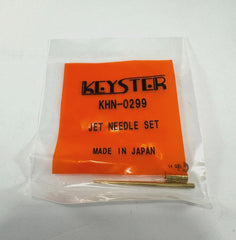 KEYSTER
KHN-0299
JET NEEDLE SET
MADE IN JAPAN